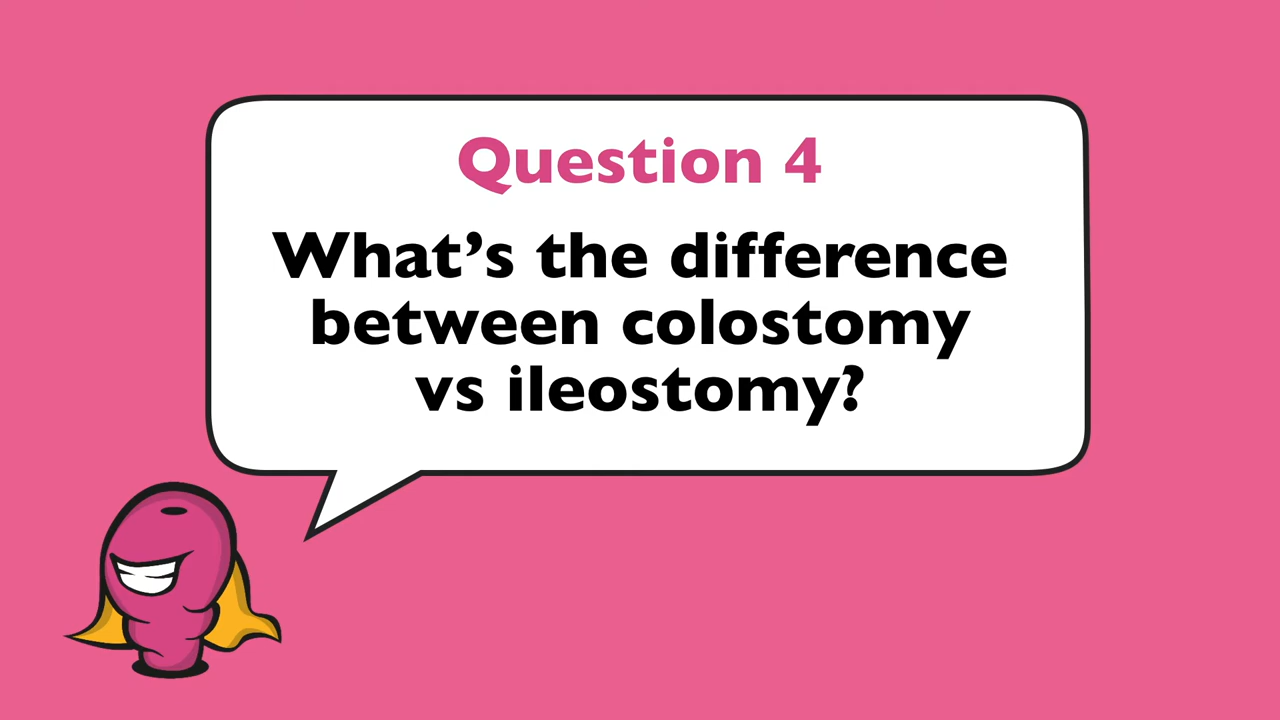 Question 4
What’s the difference
between colostomy
vs ileostomy?